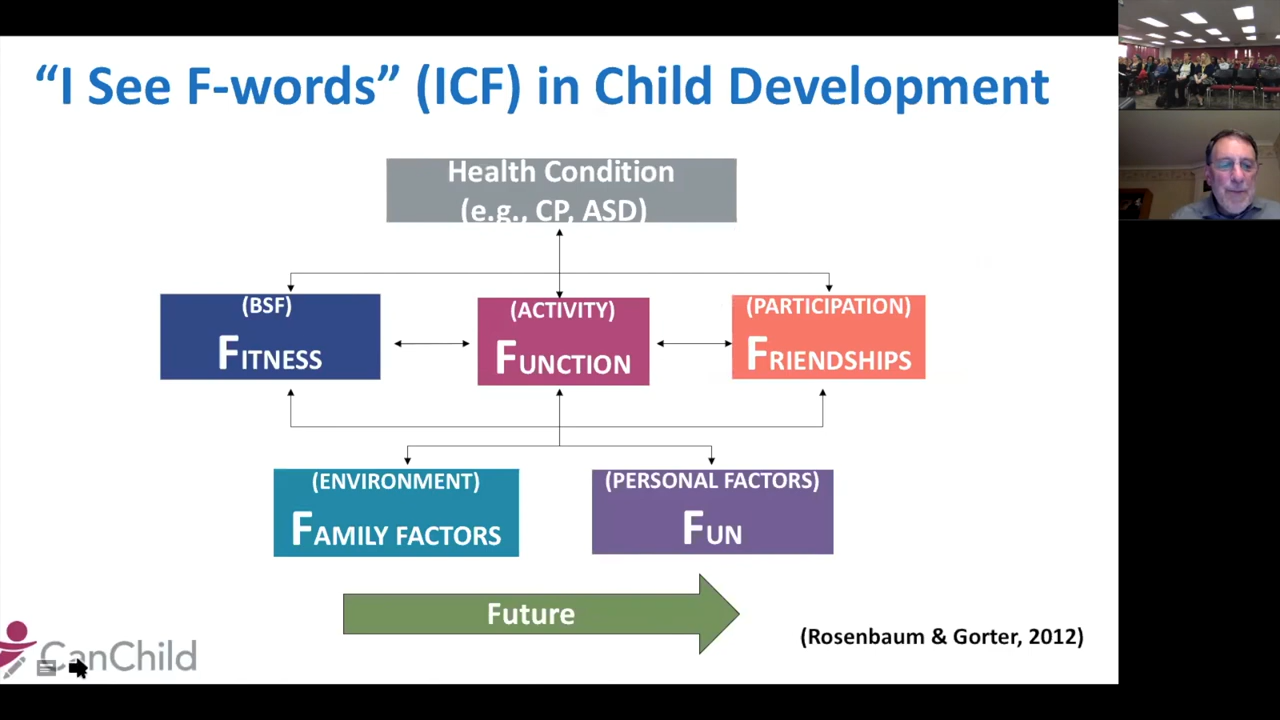 “I See F-words” (ICF) in Child Development
Health Condition
(e.g., CP, ASD)
(BSF)
FITNESS
(ACTIVITY)
FUNCTION
(PARTICIPATION)
FRIENDSHIPS
(ENVIRONMENT)
FAMILY FACTORS
(PERSONAL FACTORS)
FUN
Future
(Rosenbaum & Gorter, 2012)
CanChild